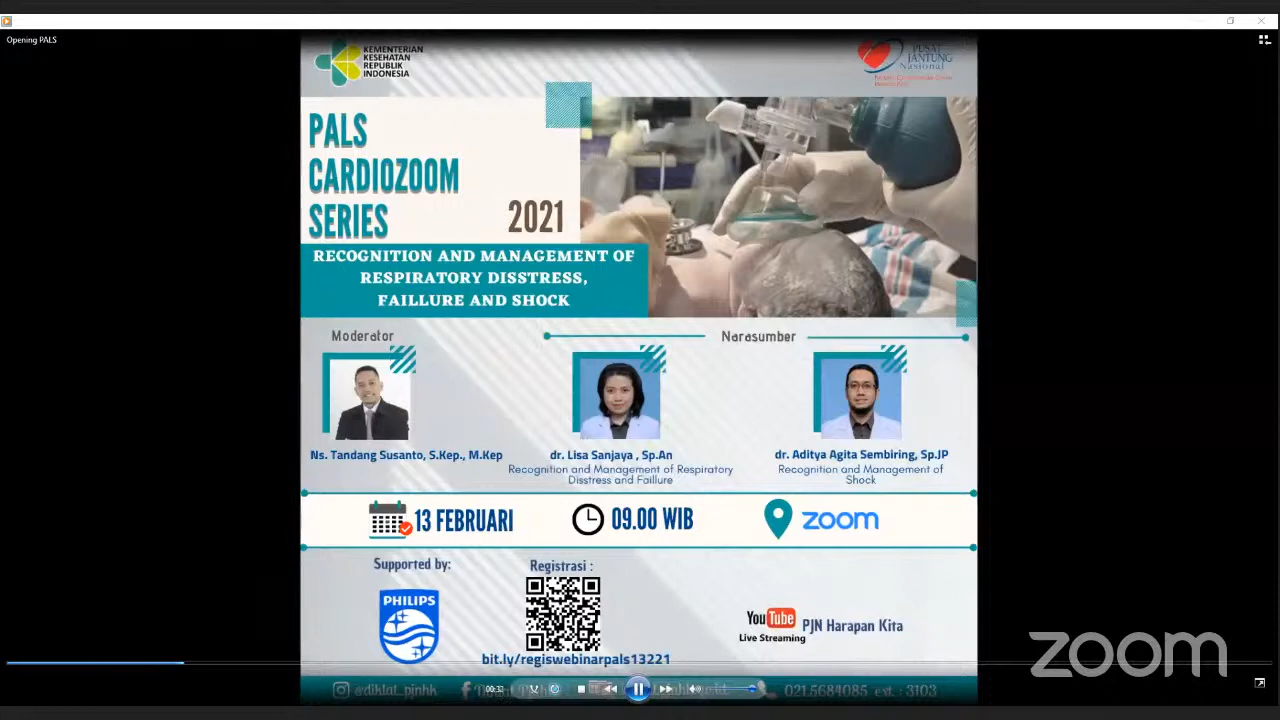 Opening PALS
KEMENTERIAN
KESEHATAN
REPUBLIK
INDONESIA
PUSAT
JANTUNG
Nasional
PALS
CARDIOZOOM
SERIES
2021
RECOGNITION AND MANAGEMENT OF
RESPIRATORY DISSTRESS,
FAILLURE AND SHOCK
Moderator
Narasumber
Ns. Tandang Susanto, S.Kep., M.Kep
dr. Lisa Sanjaya , Sp.An
Recognition and Management of Respiratory
Disstress and Faillure
dr. Aditya Agita Sembiring, Sp.JP
Recognition and Management of
Shock
13 FEBRUARI
09.00 WIB
zoom
Supported by:
PHILIPS
Registrasi :
bit.ly/regiswebinarpals13221
YouTube
Live Streaming
PJN Harapan Kita
zoom
@diklat_pjnhk
00:33
021.5684085 ext. : 3103